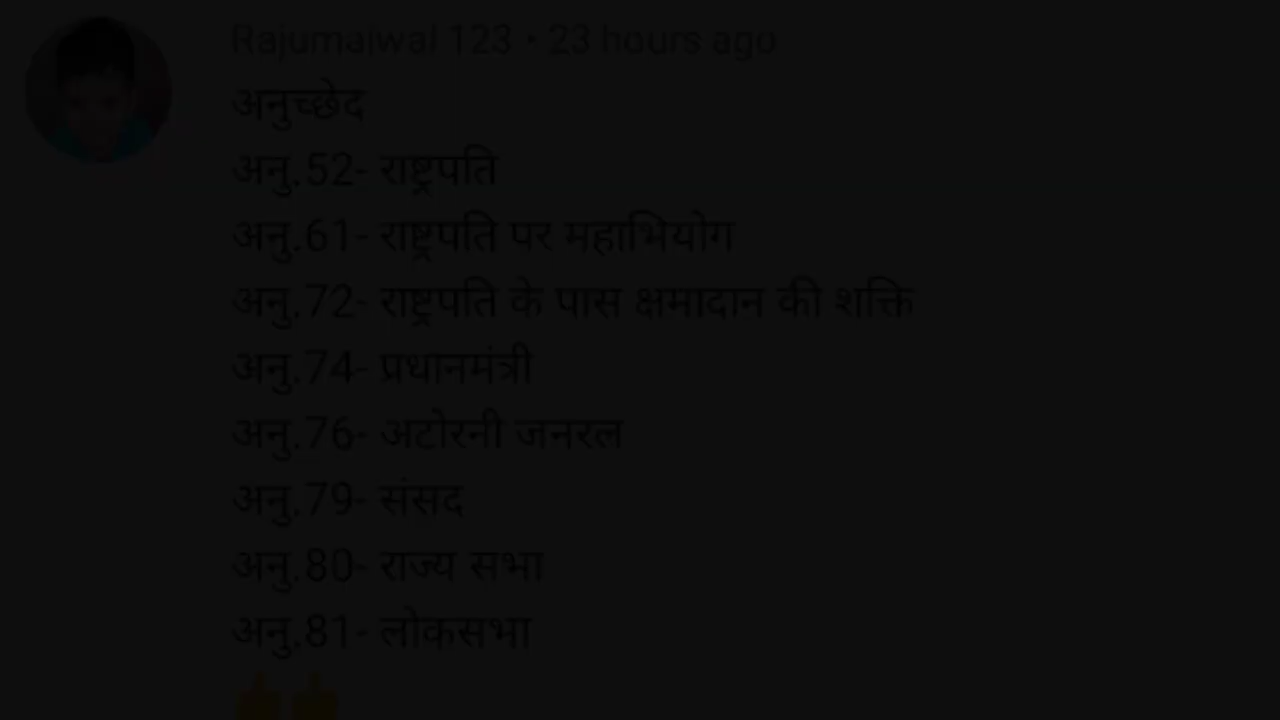 Rajumalwal 123 • 23 hours ago
अनुच्छेद
अनु.52- राष्ट्रपति
अनु.61- राष्ट्रपति पर महाभियोग
अनु.72- राष्ट्रपति के पास क्षमादान की शक्ति
अनु.74- प्रधानमंत्री
अनु.76- अटोरनी जनरल
अनु.79- संसद
अनु.80- राज्य सभा
अनु.81- लोकसभा